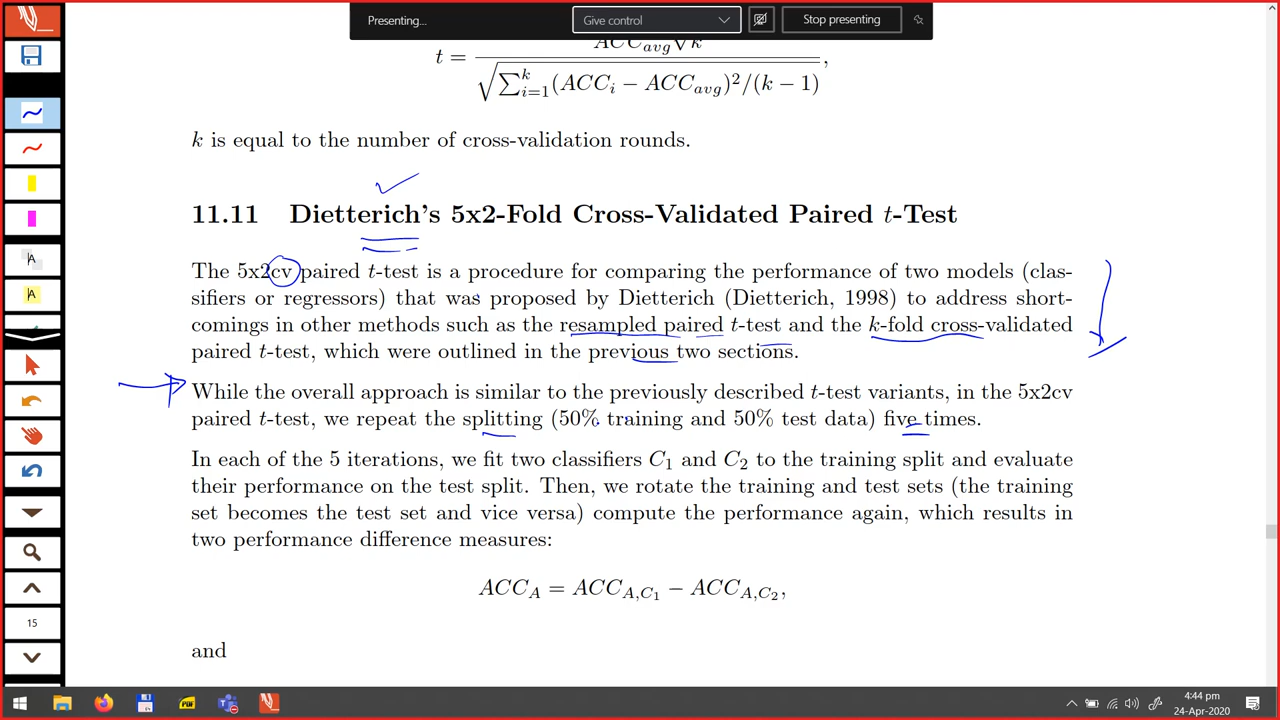 Presenting...
Give control
Stop presenting
t = ACC_avg √k / √(∑_{i=1}^{k} (ACC_i − ACC_avg)² / (k − 1)),
k is equal to the number of cross-validation rounds.
11.11 Dietterich's 5x2-Fold Cross-Validated Paired t-Test
The 5x2cv paired t-test is a procedure for comparing the performance of two models (clas-
sifiers or regressors) that was proposed by Dietterich (Dietterich, 1998) to address short-
comings in other methods such as the resampled paired t-test and the k-fold cross-validated
paired t-test, which were outlined in the previous two sections.
While the overall approach is similar to the previously described t-test variants, in the 5x2cv
paired t-test, we repeat the splitting (50% training and 50% test data) five times.
In each of the 5 iterations, we fit two classifiers C₁ and C₂ to the training split and evaluate
their performance on the test split. Then, we rotate the training and test sets (the training
set becomes the test set and vice versa) compute the performance again, which results in
two performance difference measures:
ACC_A = ACC_{A,C₁} − ACC_{A,C₂},
and
A
A
15
PDF
4:44 pm
24-Apr-2020